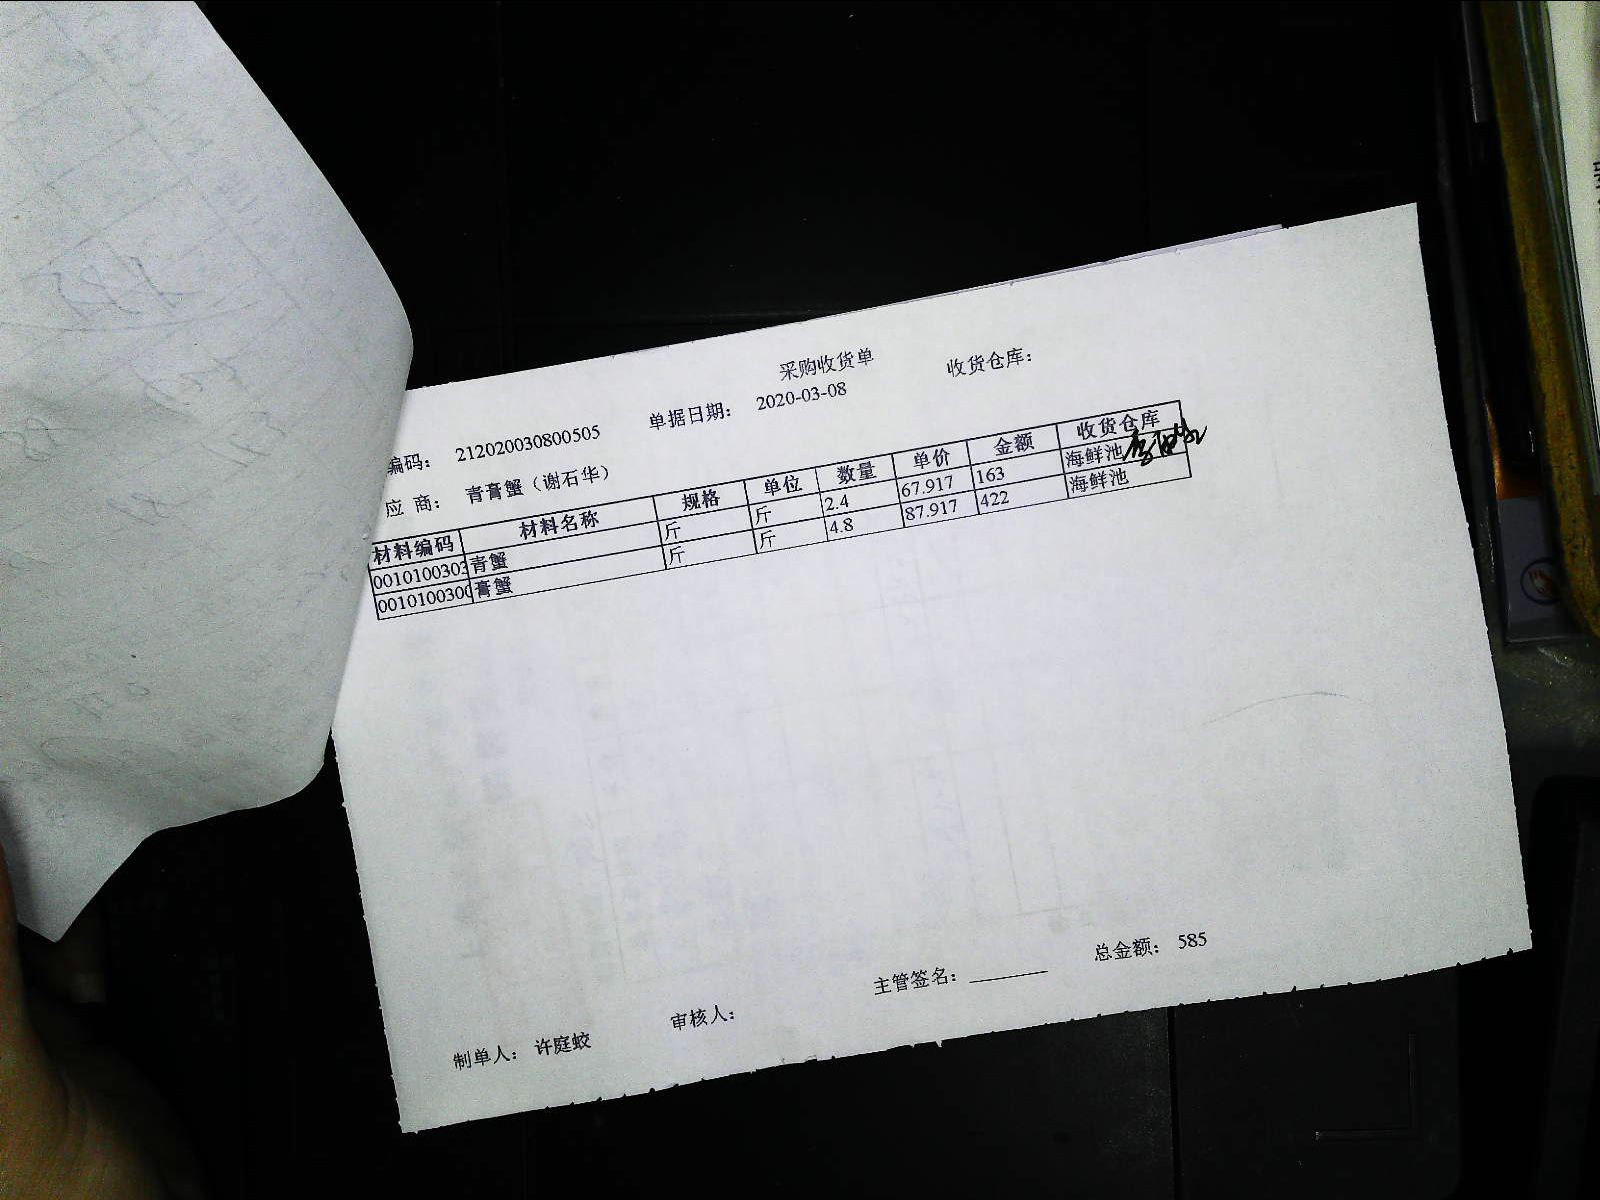 采购收货单 收货仓库：
编码： 212020030800505 单据日期： 2020-03-08
应 商： 青膏蟹（谢石华）
材料编码 材料名称 规格 单位 数量 单价 金额 收货仓库
001010030 青蟹 斤 斤 2.4 67.917 163 海鲜池
001010030 膏蟹 斤 斤 4.8 87.917 422 海鲜池
制单人： 许庭蛟 审核人： 主管签名： 总金额： 585